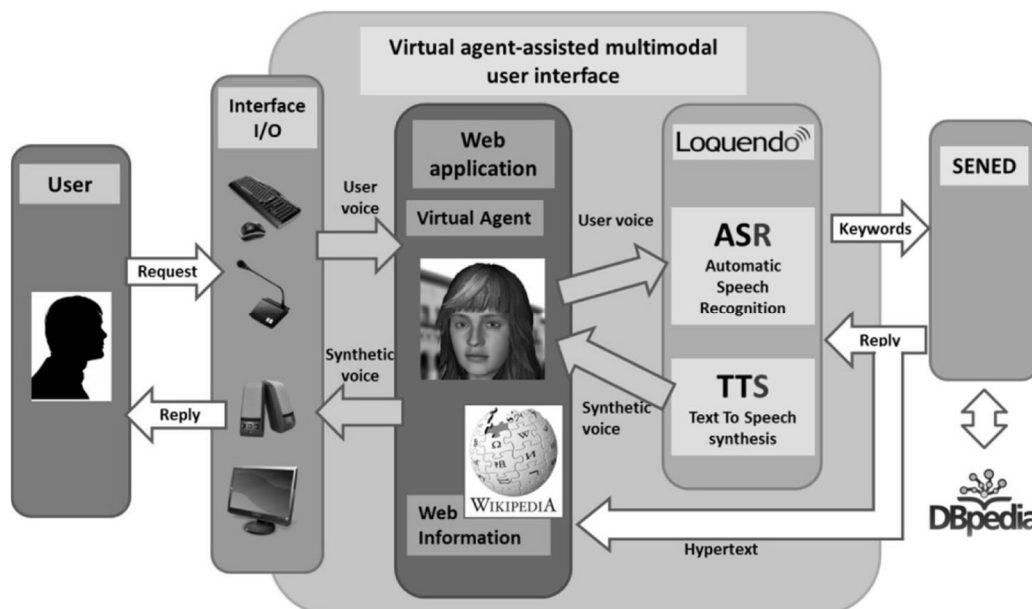 Virtual agent-assisted multimodal
user interface
User
Request
Reply
Interface
I/O
User
voice
Synthetic
voice
Web
application
Virtual Agent
WIKIPEDIA
Web
Information
User voice
Synthetic
voice
Loquendo
ASR
Automatic
Speech
Recognition
TTS
Text To Speech
synthesis
Keywords
Reply
Hypertext
SENED
DBpedia